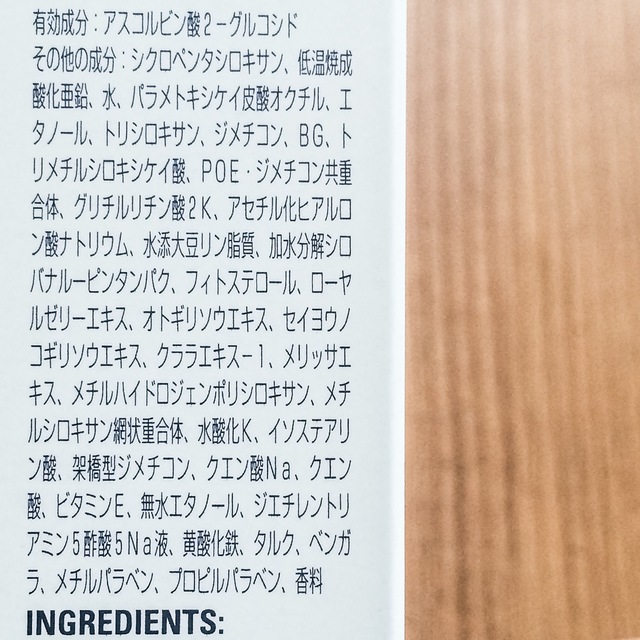 有効成分：アスコルビン酸2－グルコシド
その他の成分：シクロペンタシロキサン、低温焼成
酸化亜鉛、水、パラメトキシケイ皮酸オクチル、エ
タノール、トリシロキサン、ジメチコン、BG、ト
リメチルシロキシケイ酸、POE・ジメチコン共重
合体、グリチルリチン酸2K、アセチル化ヒアルロ
ン酸ナトリウム、水添大豆リン脂質、加水分解シロ
バナルーピンタンパク、フィトステロール、ローヤ
ルゼリーエキス、オトギリソウエキス、セイヨウノ
コギリソウエキス、クララエキス－1、メリッサエ
キス、メチルハイドロジェンポリシロキサン、メチ
ルシロキサン網状重合体、水酸化K、イソステアリ
ン酸、架橋型ジメチコン、クエン酸Na、クエン
酸、ビタミンE、無水エタノール、ジエチレントリ
アミン5酢酸5Na液、黄酸化鉄、タルク、ベンガ
ラ、メチルパラベン、プロピルパラベン、香料
INGREDIENTS: